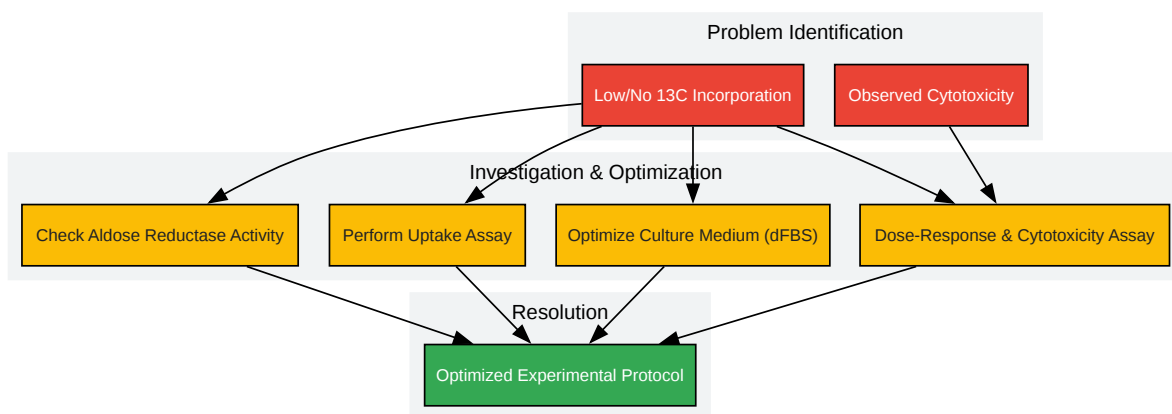 Problem Identification
Low/No 13C Incorporation
Observed Cytotoxicity
Investigation & Optimization
Check Aldose Reductase Activity
Perform Uptake Assay
Optimize Culture Medium (dFBS)
Dose-Response & Cytotoxicity Assay
Resolution
Optimized Experimental Protocol